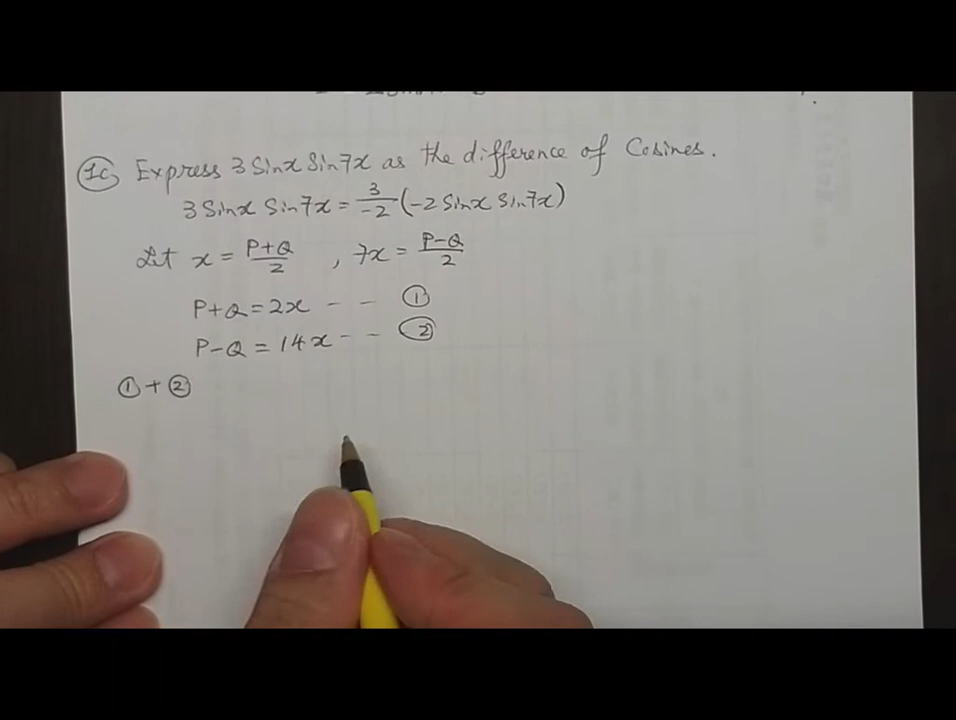 1c Express 3 Sinx Sin7x as the difference of Cosines.
3 Sinx Sin7x = 3/-2 (-2 Sinx Sin7x)
Let x = P+Q/2 , 7x = P-Q/2
P+Q = 2x - - ①
P-Q = 14x - - ②
① + ②